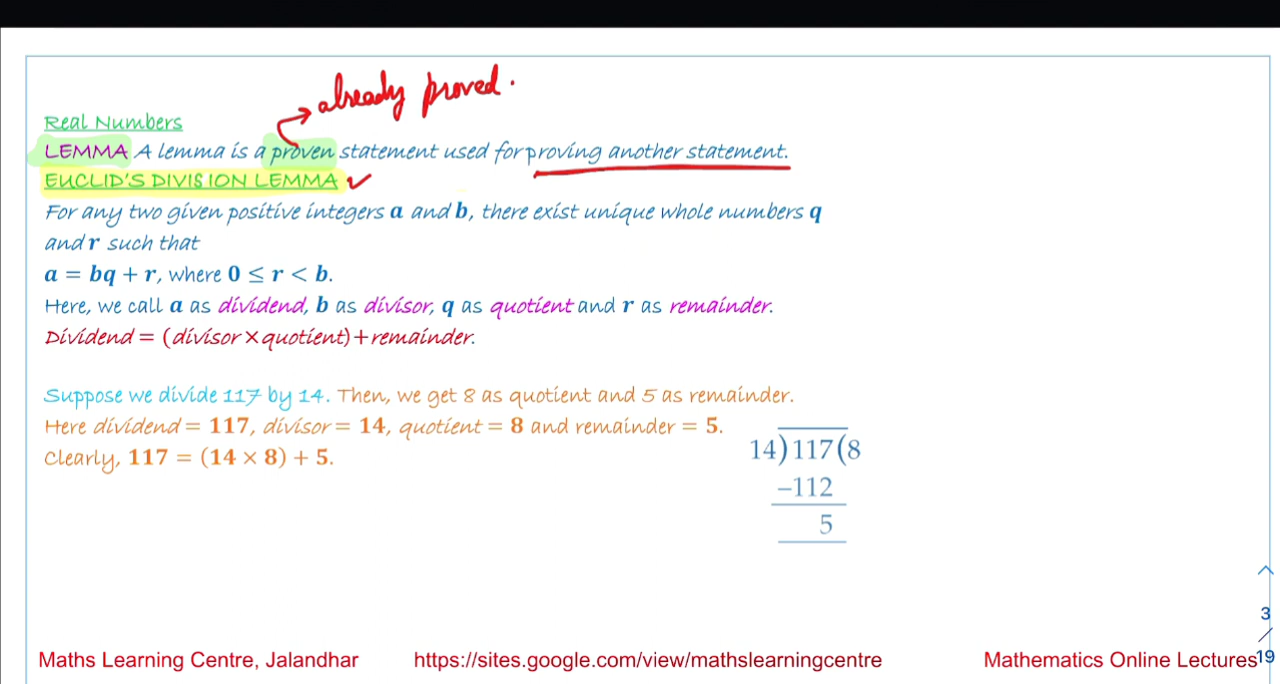 already proved.
Real Numbers
LEMMA A lemma is a proven statement used for proving another statement.
EUCLID'S DIVISION LEMMA
For any two given positive integers a and b, there exist unique whole numbers q
and r such that
a = bq + r, where 0 ≤ r < b.
Here, we call a as dividend, b as divisor, q as quotient and r as remainder.
Dividend = (divisor × quotient) + remainder.
Suppose we divide 117 by 14. Then, we get 8 as quotient and 5 as remainder.
Here dividend = 117, divisor = 14, quotient = 8 and remainder = 5.
Clearly, 117 = (14 × 8) + 5.
14)117(8
–112
5
3
/
19
Maths Learning Centre, Jalandhar https://sites.google.com/view/mathslearningcentre Mathematics Online Lectures